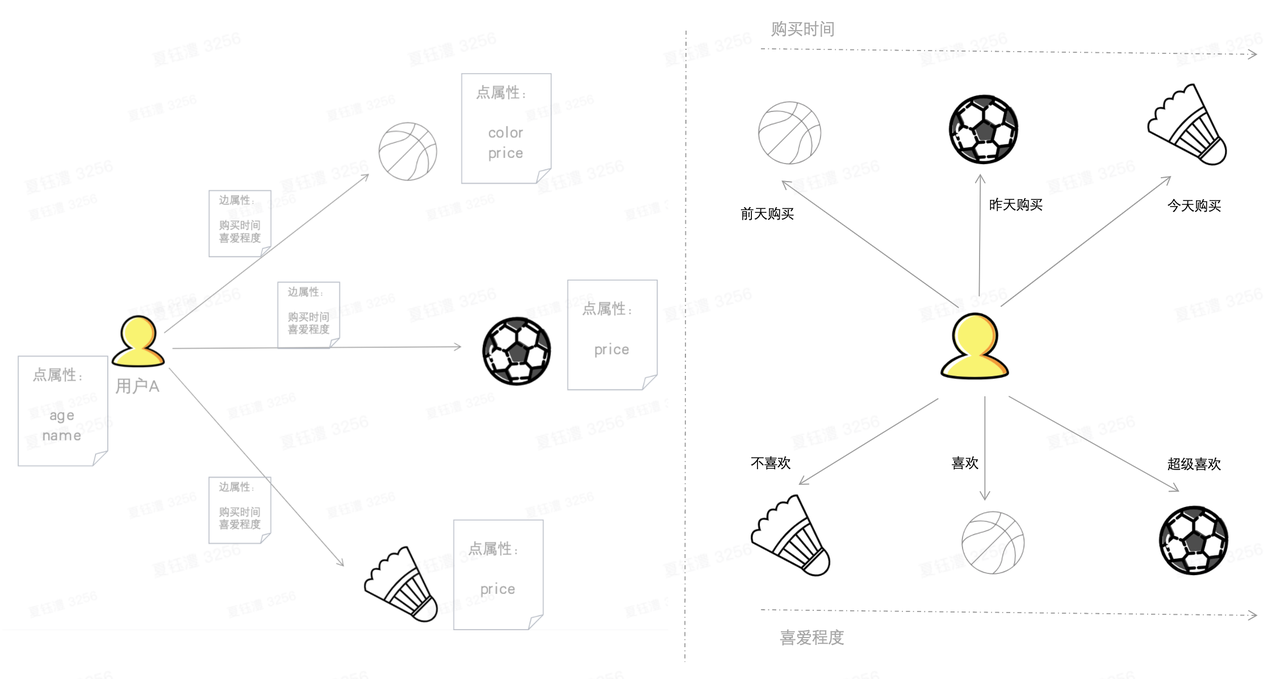 点属性：
color
price
边属性：
购买时间
喜爱程度
边属性：
购买时间
喜爱程度
点属性：
price
用户A
点属性：
age
name
边属性：
购买时间
喜爱程度
点属性：
price
购买时间
前天购买
昨天购买
今天购买
不喜欢
喜欢
超级喜欢
喜爱程度
夏钰澧 3256